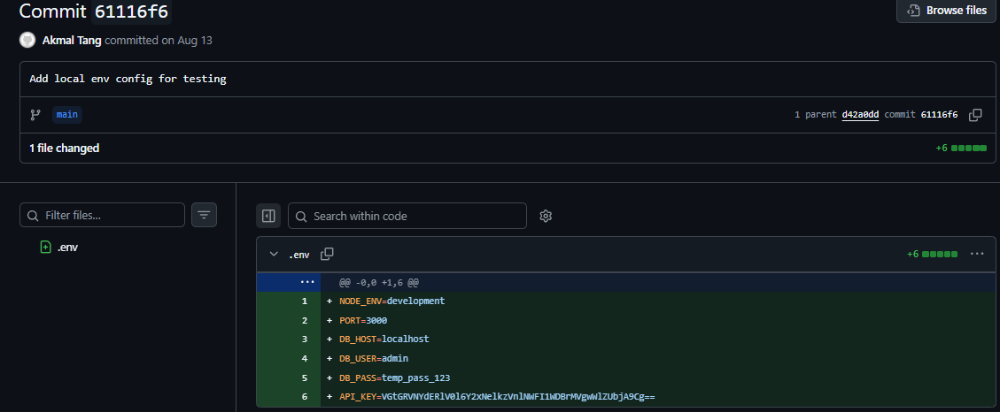 Commit 61116f6
Browse files
Akmal Tang committed on Aug 13
Add local env config for testing
main
1 parent d42a0dd commit 61116f6
1 file changed
+6
Filter files...
Search within code
.env
.env
+6
@@ -0,0 +1,6 @@
1 + NODE_ENV=development
2 + PORT=3000
3 + DB_HOST=localhost
4 + DB_USER=admin
5 + DB_PASS=temp_pass_123
6 + API_KEY=VGtGRVNYdERlV0l6Y2xNelkzVnlNWFI1WDBrMVgwWlZUbjA9Cg==